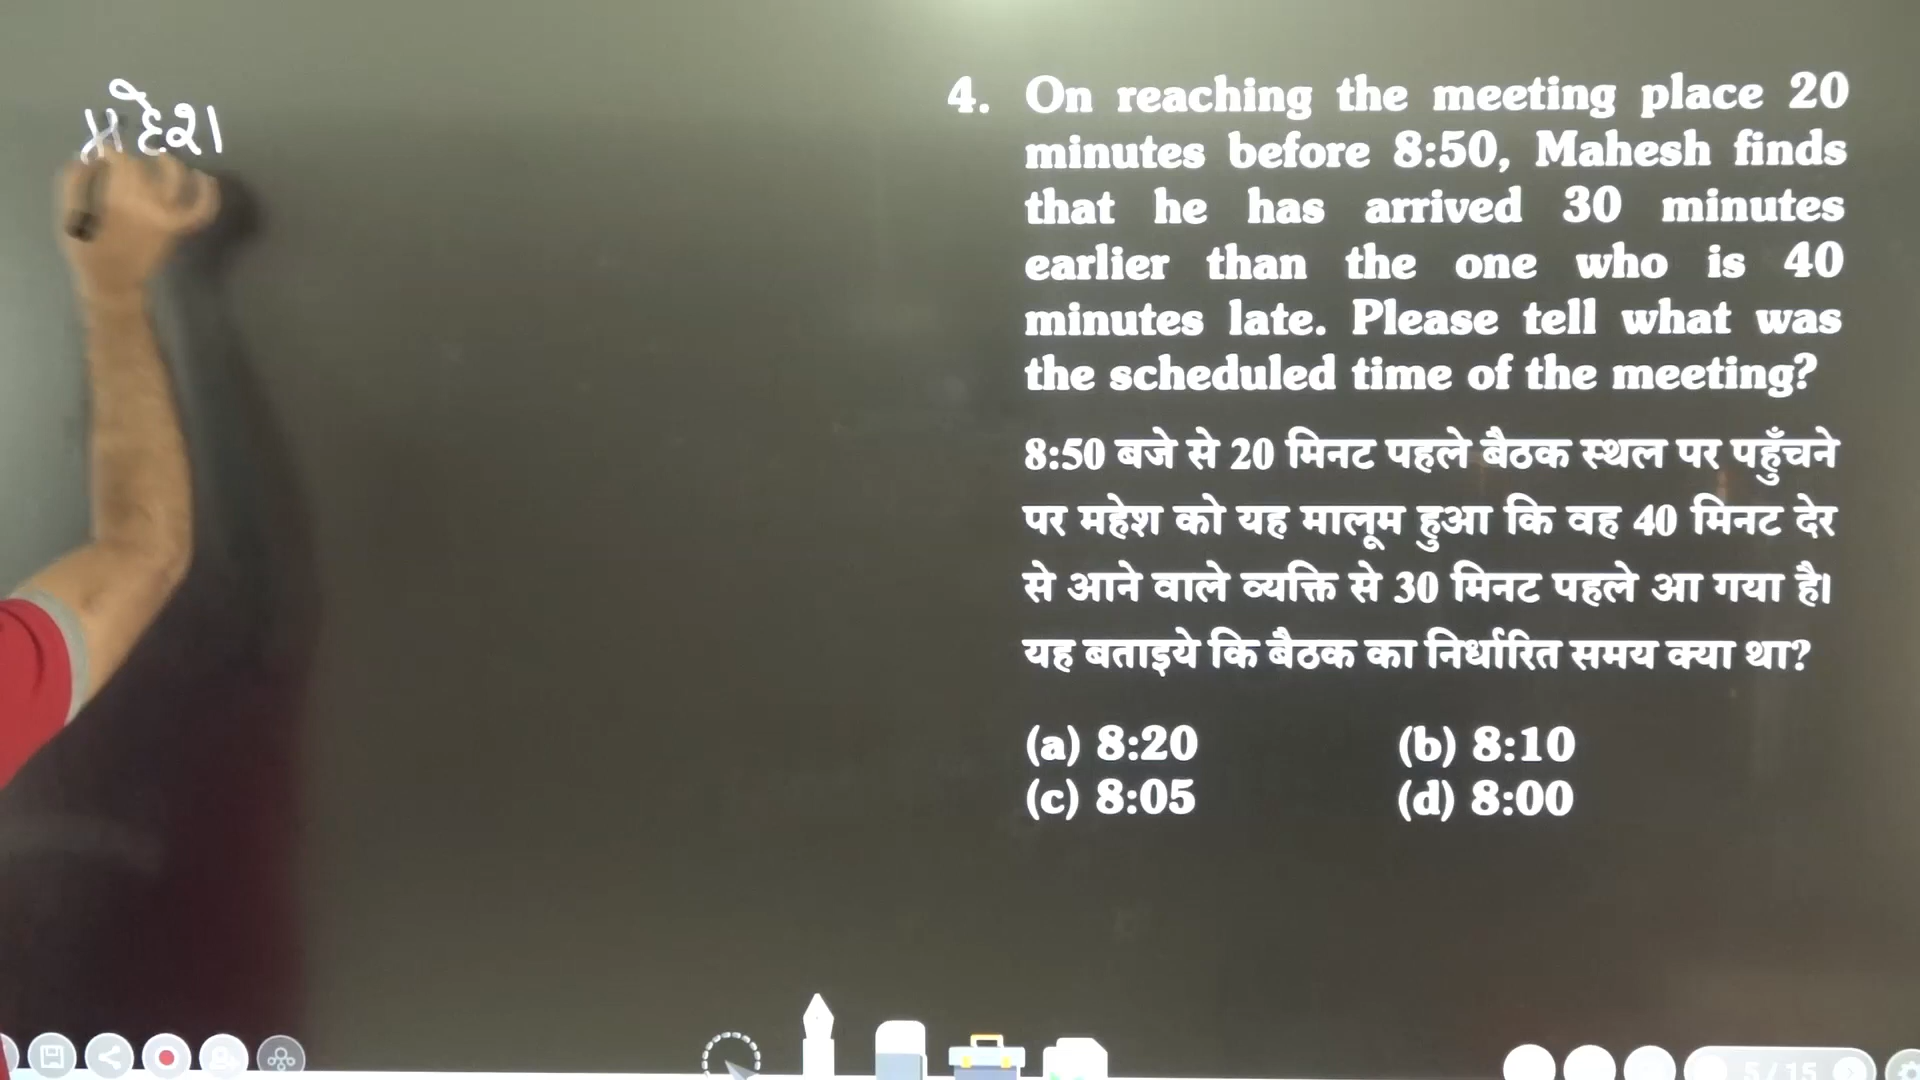 महेश
4. On reaching the meeting place 20
minutes before 8:50, Mahesh finds
that he has arrived 30 minutes
earlier than the one who is 40
minutes late. Please tell what was
the scheduled time of the meeting?
8:50 बजे से 20 मिनट पहले बैठक स्थल पर पहुँचने
पर महेश को यह मालूम हुआ कि वह 40 मिनट देर
से आने वाले व्यक्ति से 30 मिनट पहले आ गया है।
यह बताइये कि बैठक का निर्धारित समय क्या था?
(a) 8:20 (b) 8:10
(c) 8:05 (d) 8:00
5/15